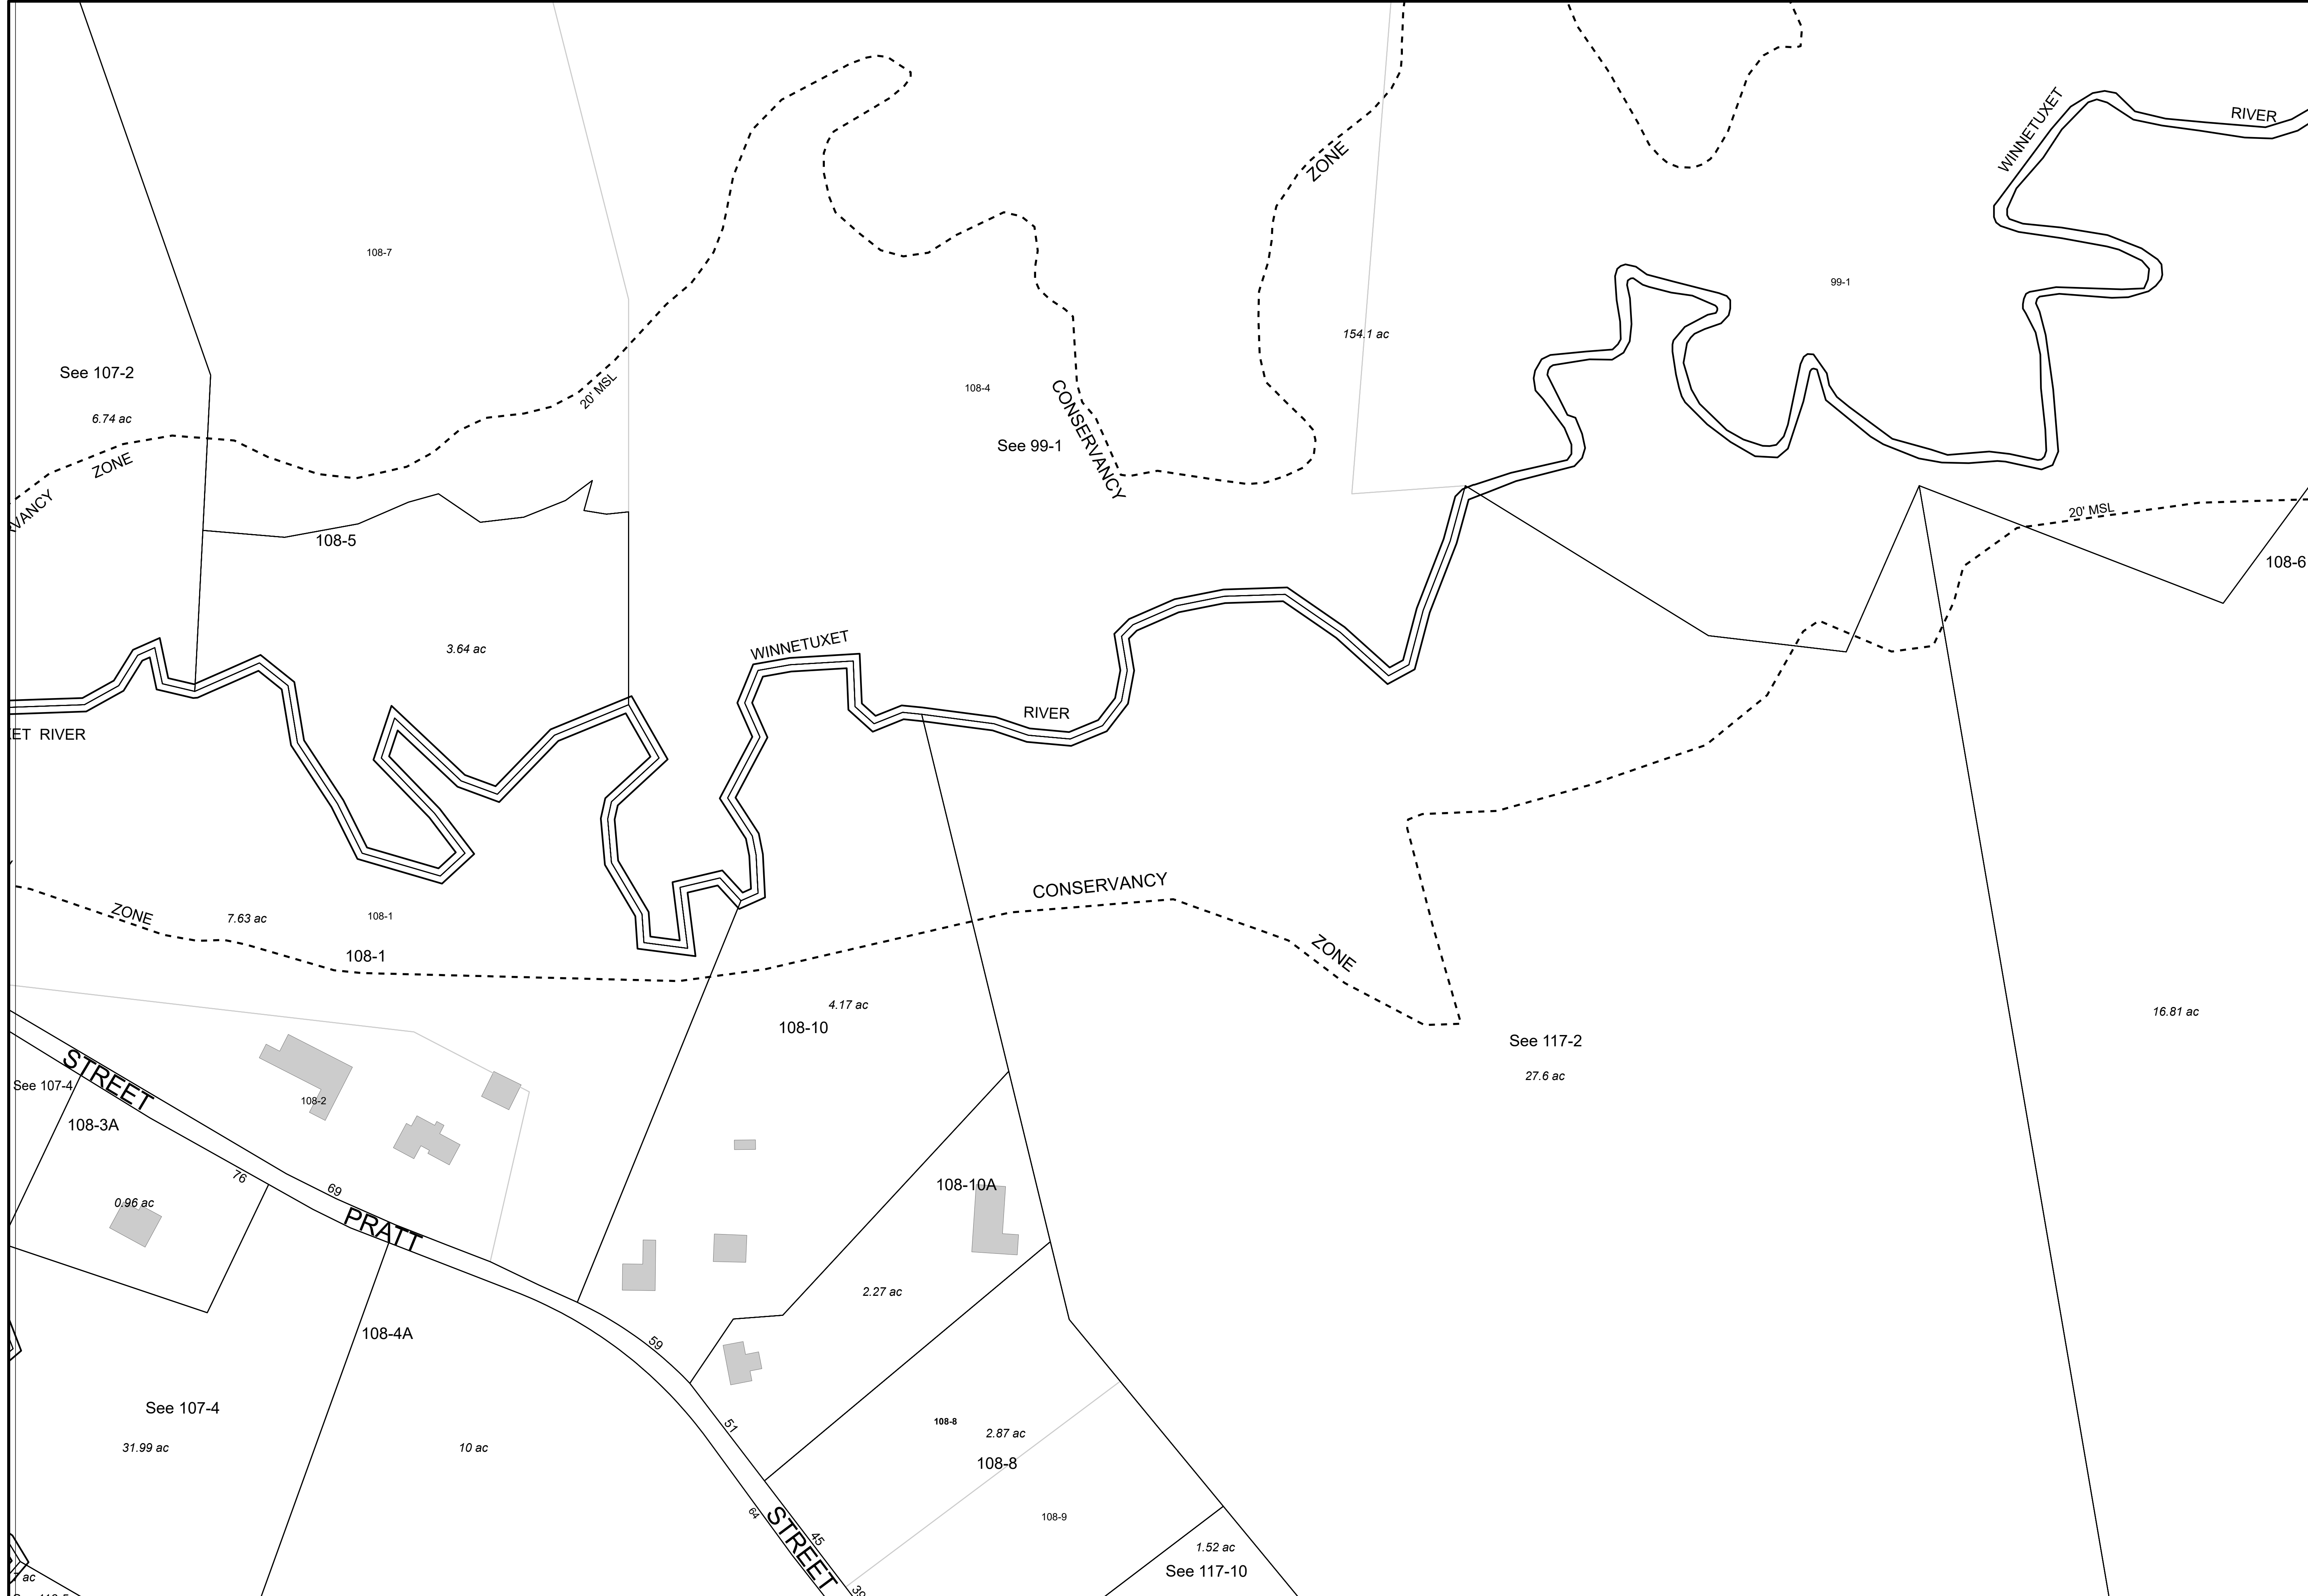 WINNETUXET
RIVER
ZONE
108-7
99-1
154.1 ac
See 107-2
20' MSL
108-4
CONSERVANCY
6.74 ac
See 99-1
ZONE
VANCY
20' MSL
108-5
108-6
3.64 ac
WINNETUXET
RIVER
ET RIVER
CONSERVANCY
ZONE
7.63 ac
108-1
108-1
ZONE
4.17 ac
108-10
16.81 ac
See 117-2
27.6 ac
STREET
See 107-4
108-2
108-3A
76
69
108-10A
0.96 ac
PRATT
2.27 ac
108-4A
59
See 107-4
51
108-8
2.87 ac
31.99 ac
10 ac
108-8
64
STREET
45
108-9
1.52 ac
See 117-10
ac
39